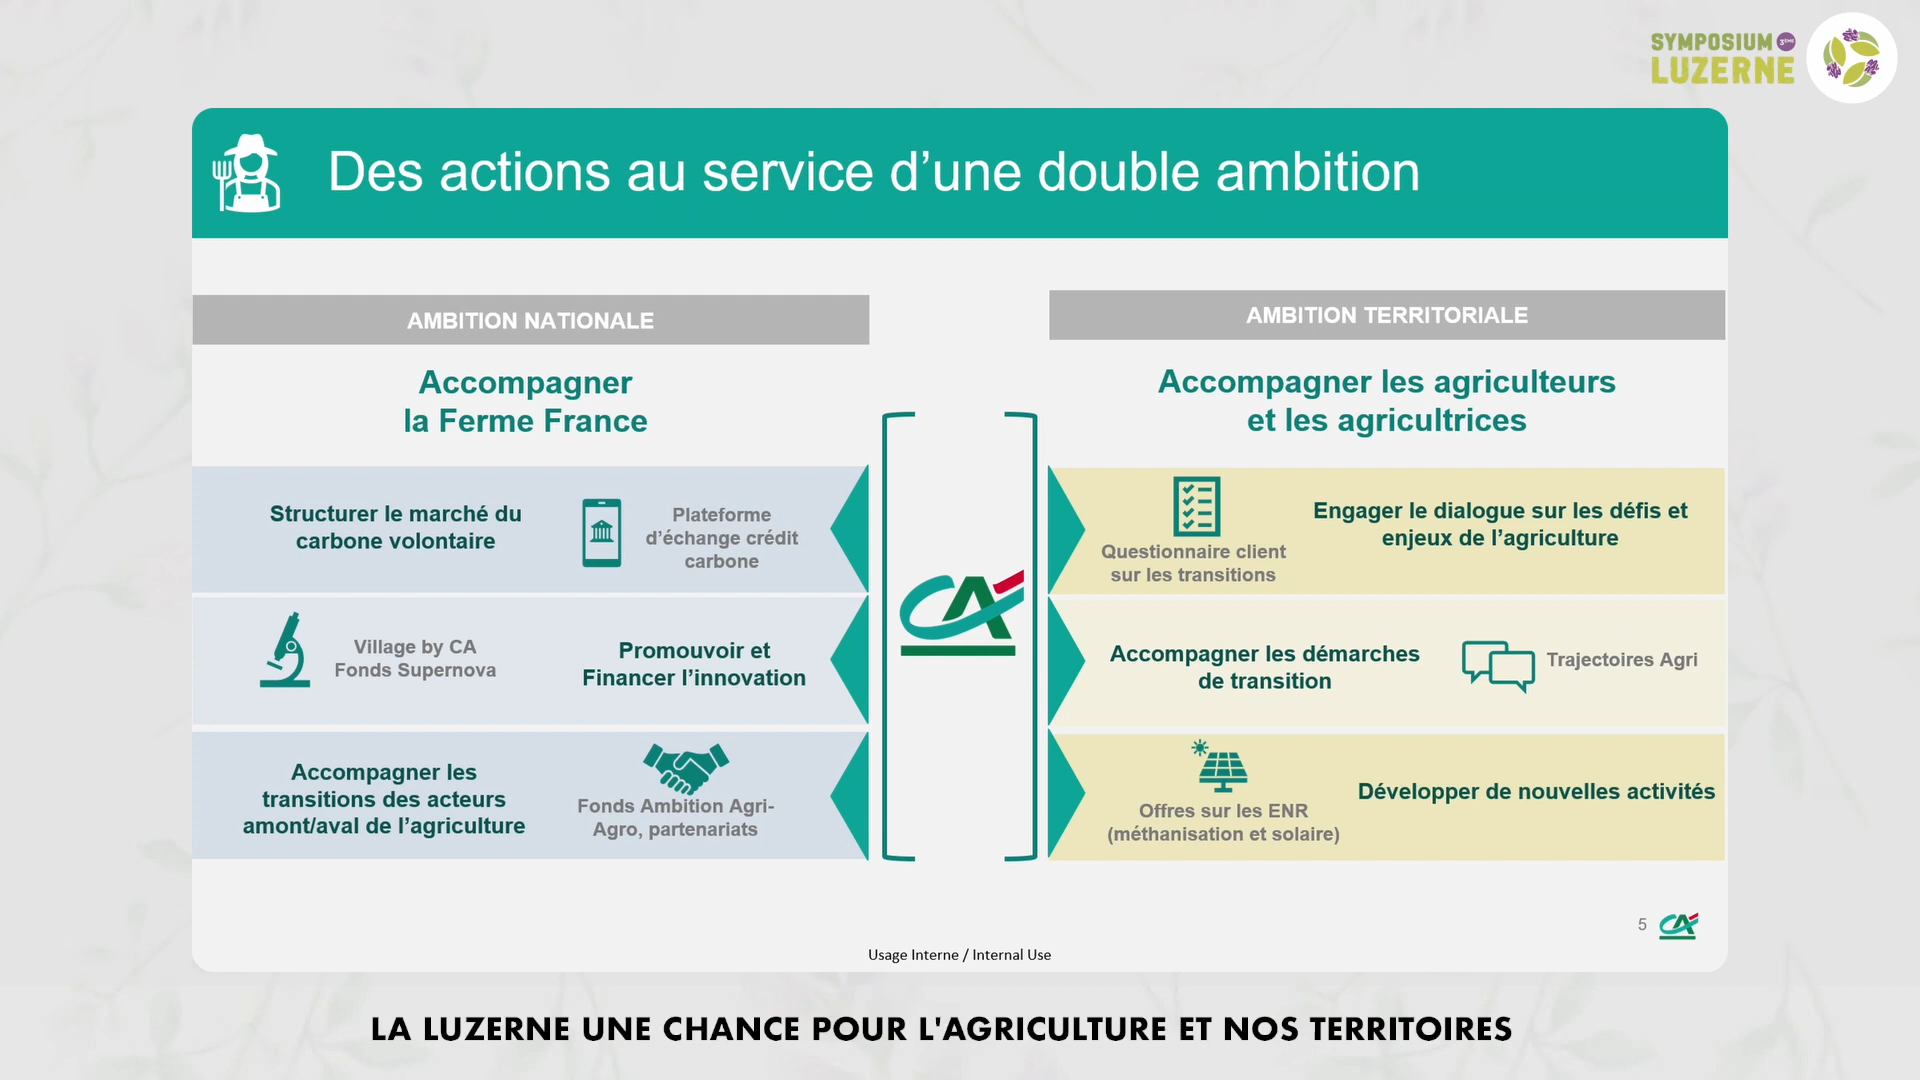 SYMPOSIUM 3ÈME
LUZERNE
Des actions au service d’une double ambition
AMBITION NATIONALE
Accompagner
la Ferme France
Structurer le marché du
carbone volontaire
Plateforme
d’échange crédit
carbone
Village by CA
Fonds Supernova
Promouvoir et
Financer l’innovation
Accompagner les
transitions des acteurs
amont/aval de l’agriculture
Fonds Ambition Agri-
Agro, partenariats
CA
AMBITION TERRITORIALE
Accompagner les agriculteurs
et les agricultrices
Questionnaire client
sur les transitions
Engager le dialogue sur les défis et
enjeux de l’agriculture
Accompagner les démarches
de transition
Trajectoires Agri
Offres sur les ENR
(méthanisation et solaire)
Développer de nouvelles activités
5
CA
Usage Interne / Internal Use
LA LUZERNE UNE CHANCE POUR L'AGRICULTURE ET NOS TERRITOIRES